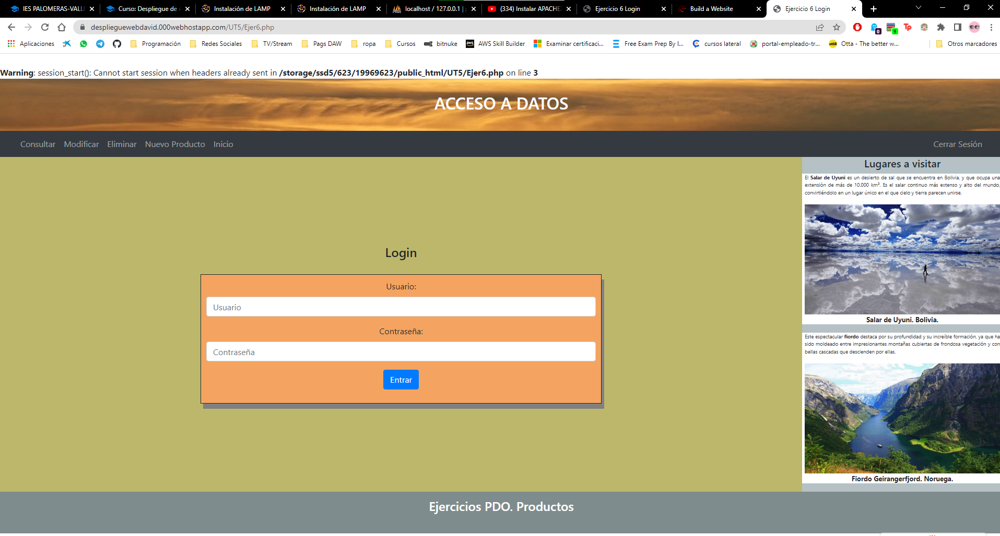 IES PALOMERAS-VALL
Curso: Despliegue de
Instalación de LAMP
Instalación de LAMP
localhost / 127.0.0.1 |
(334) Instalar APACHE
Ejercicio 6 Login
Build a Website
Ejercicio 6 Login
desplieguewebdavid.000webhostapp.com/UT5/Ejer6.php
0
9
Tp
Aplicaciones
Programación
Redes Sociales
TV/Stream
Pags DAW
ropa
Cursos
bitnuke
aws
AWS Skill Builder
Examinar certificaci...
Free Exam Prep By I...
cursos lateral
portal-empleado-tr...
otta
Otta - The better w...
Otros marcadores
Warning: session_start(): Cannot start session when headers already sent in /storage/ssd5/623/19969623/public_html/UT5/Ejer6.php on line 3
ACCESO A DATOS
Consultar Modificar Eliminar Nuevo Producto Inicio
Cerrar Sesión
Login
Usuario:
Usuario
Contraseña:
Contraseña
Entrar
Lugares a visitar
El Salar de Uyuni es un desierto de sal que se encuentra en Bolivia, y que ocupa una
extensión de más de 10.000 km². Es el salar continuo más extenso y alto del mundo,
convirtiéndolo en un lugar único en el que cielo y tierra parecen unirse.
Salar de Uyuni. Bolivia.
Este espectacular fiordo destaca por su profundidad y su increíble formación, ya que ha
sido moldeado entre impresionantes montañas cubiertas de frondosa vegetación y con
bellas cascadas que descienden por ellas.
Fiordo Geirangerfjord. Noruega.
Ejercicios PDO. Productos